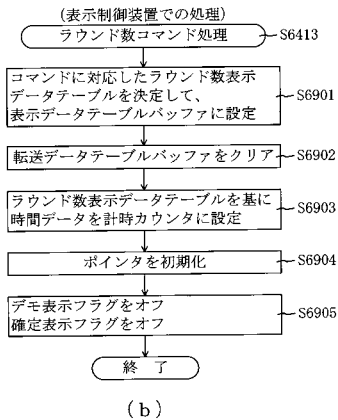 (表示制御装置での処理)
ラウンド数コマンド処理
S6413
コマンドに対応したラウンド数表示
データテーブルを決定して、
表示データテーブルバッファに設定
S6901
転送データテーブルバッファをクリア
S6902
ラウンド数表示データテーブルを基に
時間データを計時カウンタに設定
S6903
ポインタを初期化
S6904
デモ表示フラグをオフ
確定表示フラグをオフ
S6905
終 了
(b)